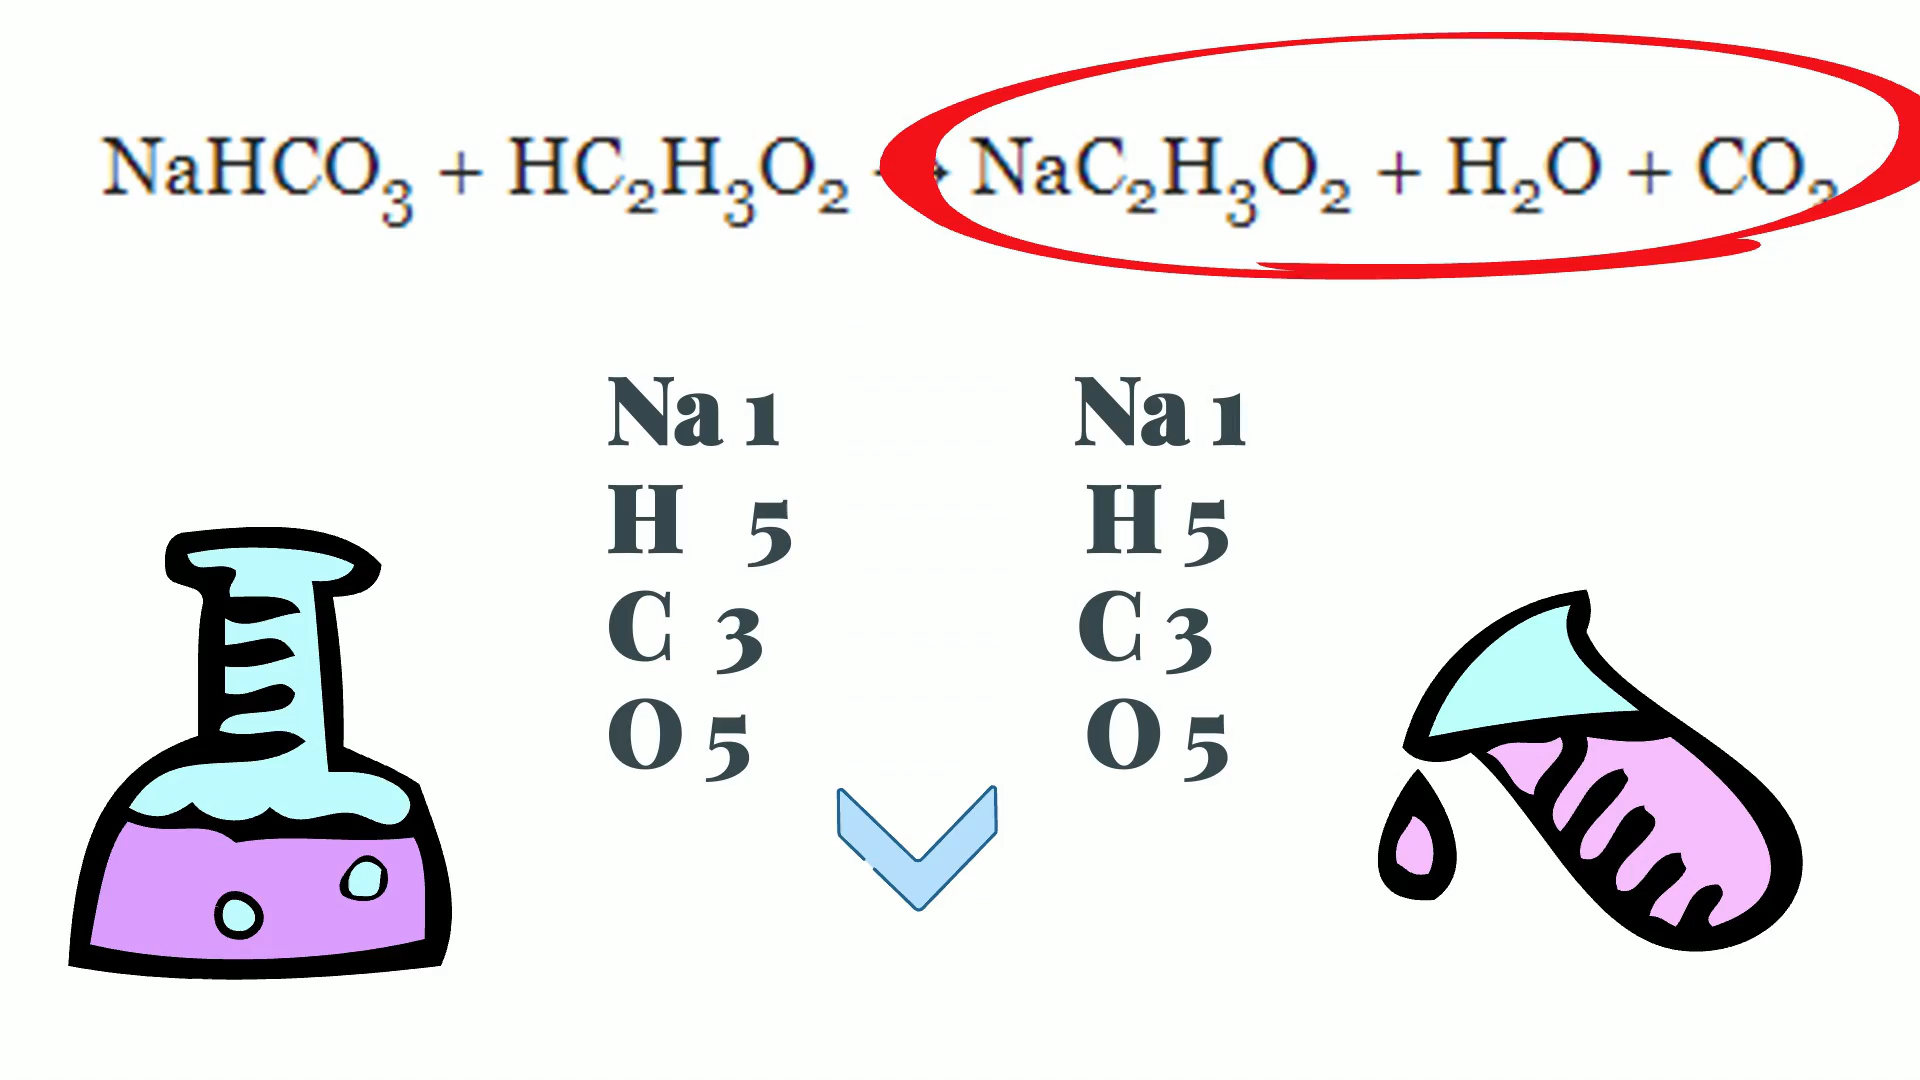 NaHCO₃ + HC₂H₃O₂ → NaC₂H₃O₂ + H₂O + CO₂
Na 1 Na 1
H 5 H 5
C 3 C 3
O 5 O 5